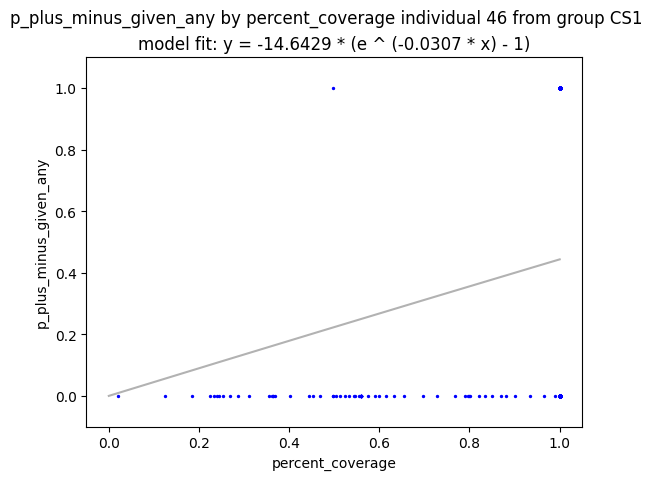 p_plus_minus_given_any by percent_coverage individual 46 from group CS1
model fit: y = -14.6429 * (e ^ (-0.0307 * x) - 1)
1.0
0.8
0.6
0.4
0.2
0.0
p_plus_minus_given_any
0.0 0.2 0.4 0.6 0.8 1.0
percent_coverage